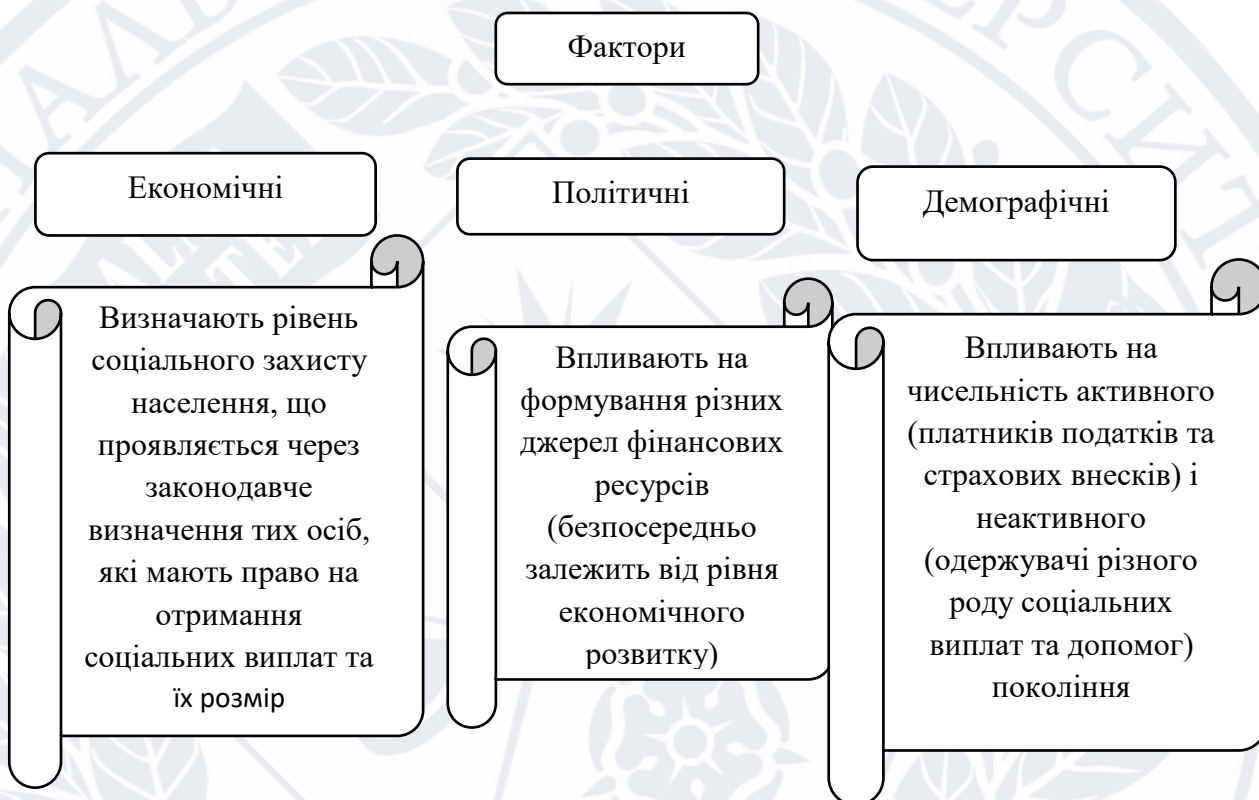 Фактори
Економічні
Політичні
Демографічні
Визначають рівень
соціального захисту
населення, що
проявляється через
законодавче
визначення тих осіб,
які мають право на
отримання
соціальних виплат та
їх розмір
Впливають на
формування різних
джерел фінансових
ресурсів
(безпосередньо
залежить від рівня
економічного
розвитку)
Впливають на
чисельність активного
(платників податків та
страхових внесків) і
неактивного
(одержувачі різного
роду соціальних
виплат та допомог)
покоління